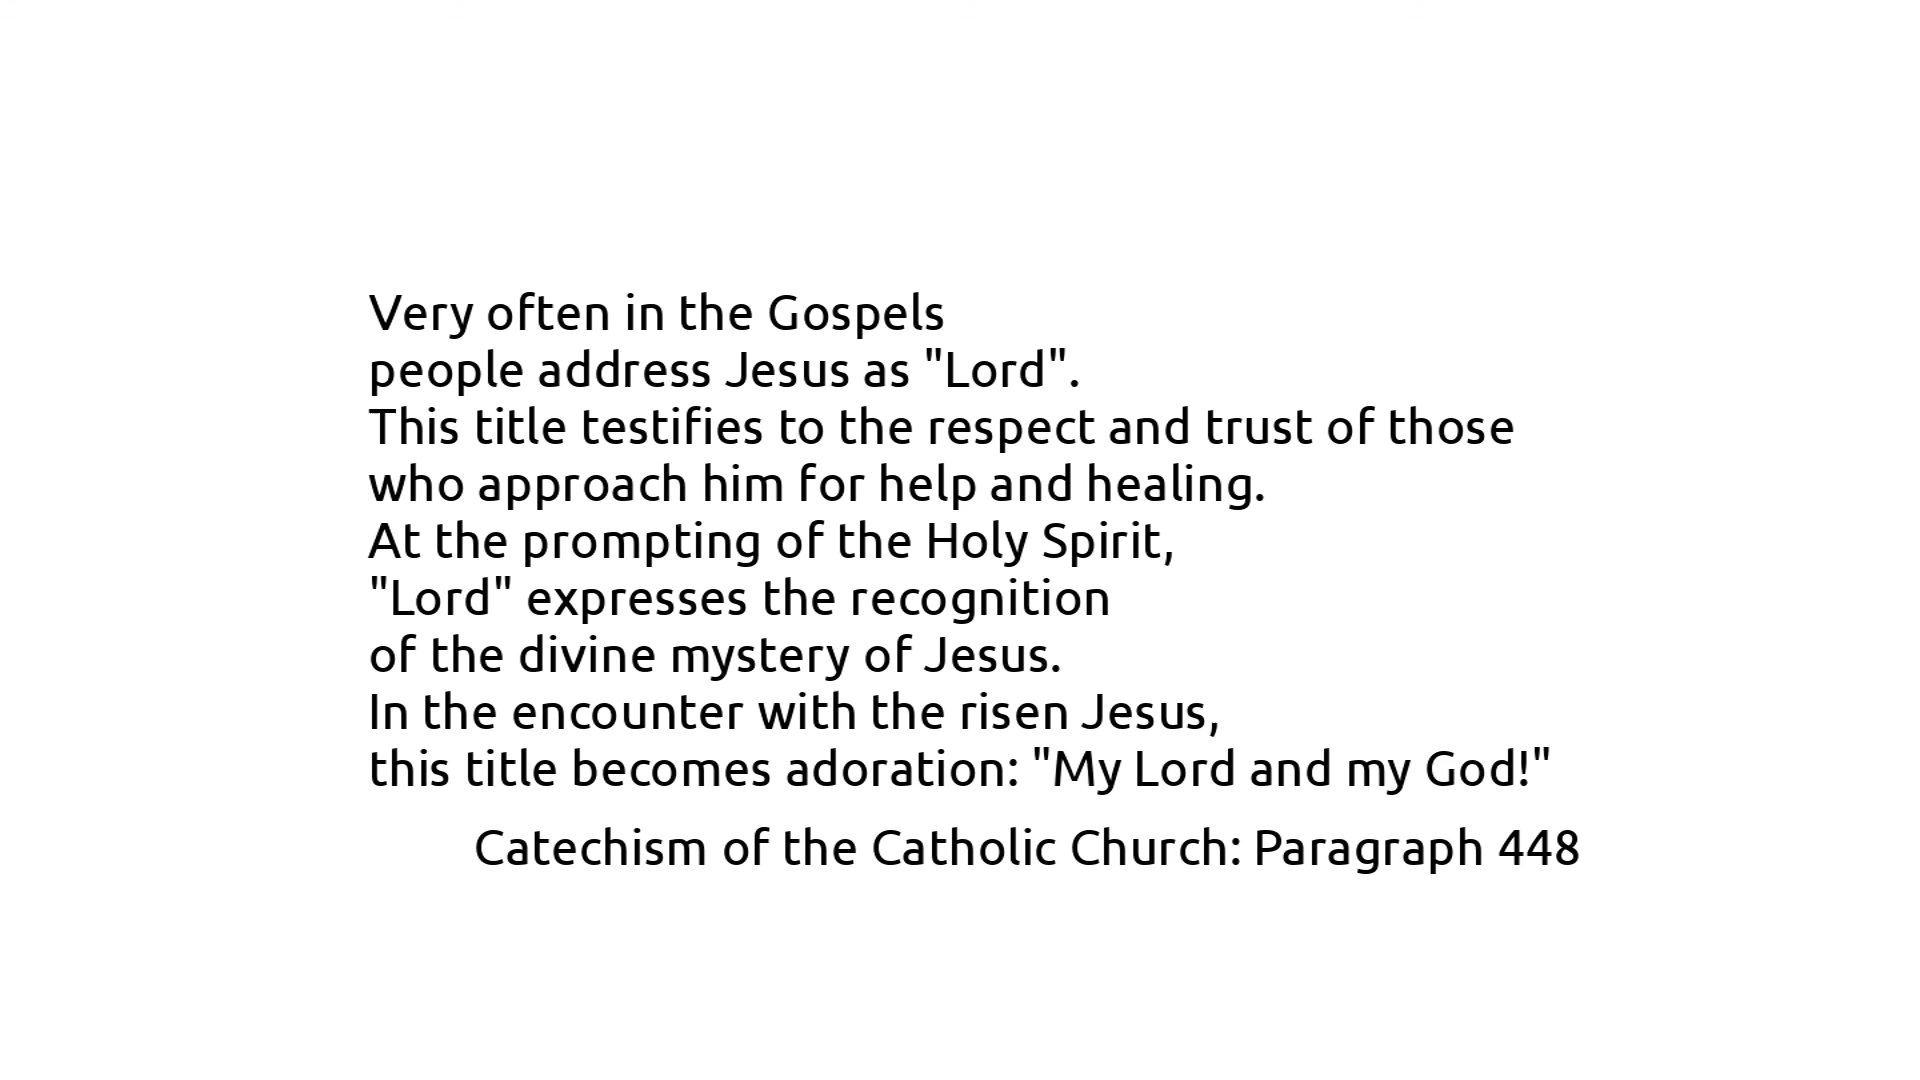 Very often in the Gospels
people address Jesus as "Lord".
This title testifies to the respect and trust of those
who approach him for help and healing.
At the prompting of the Holy Spirit,
"Lord" expresses the recognition
of the divine mystery of Jesus.
In the encounter with the risen Jesus,
this title becomes adoration: "My Lord and my God!"
Catechism of the Catholic Church: Paragraph 448